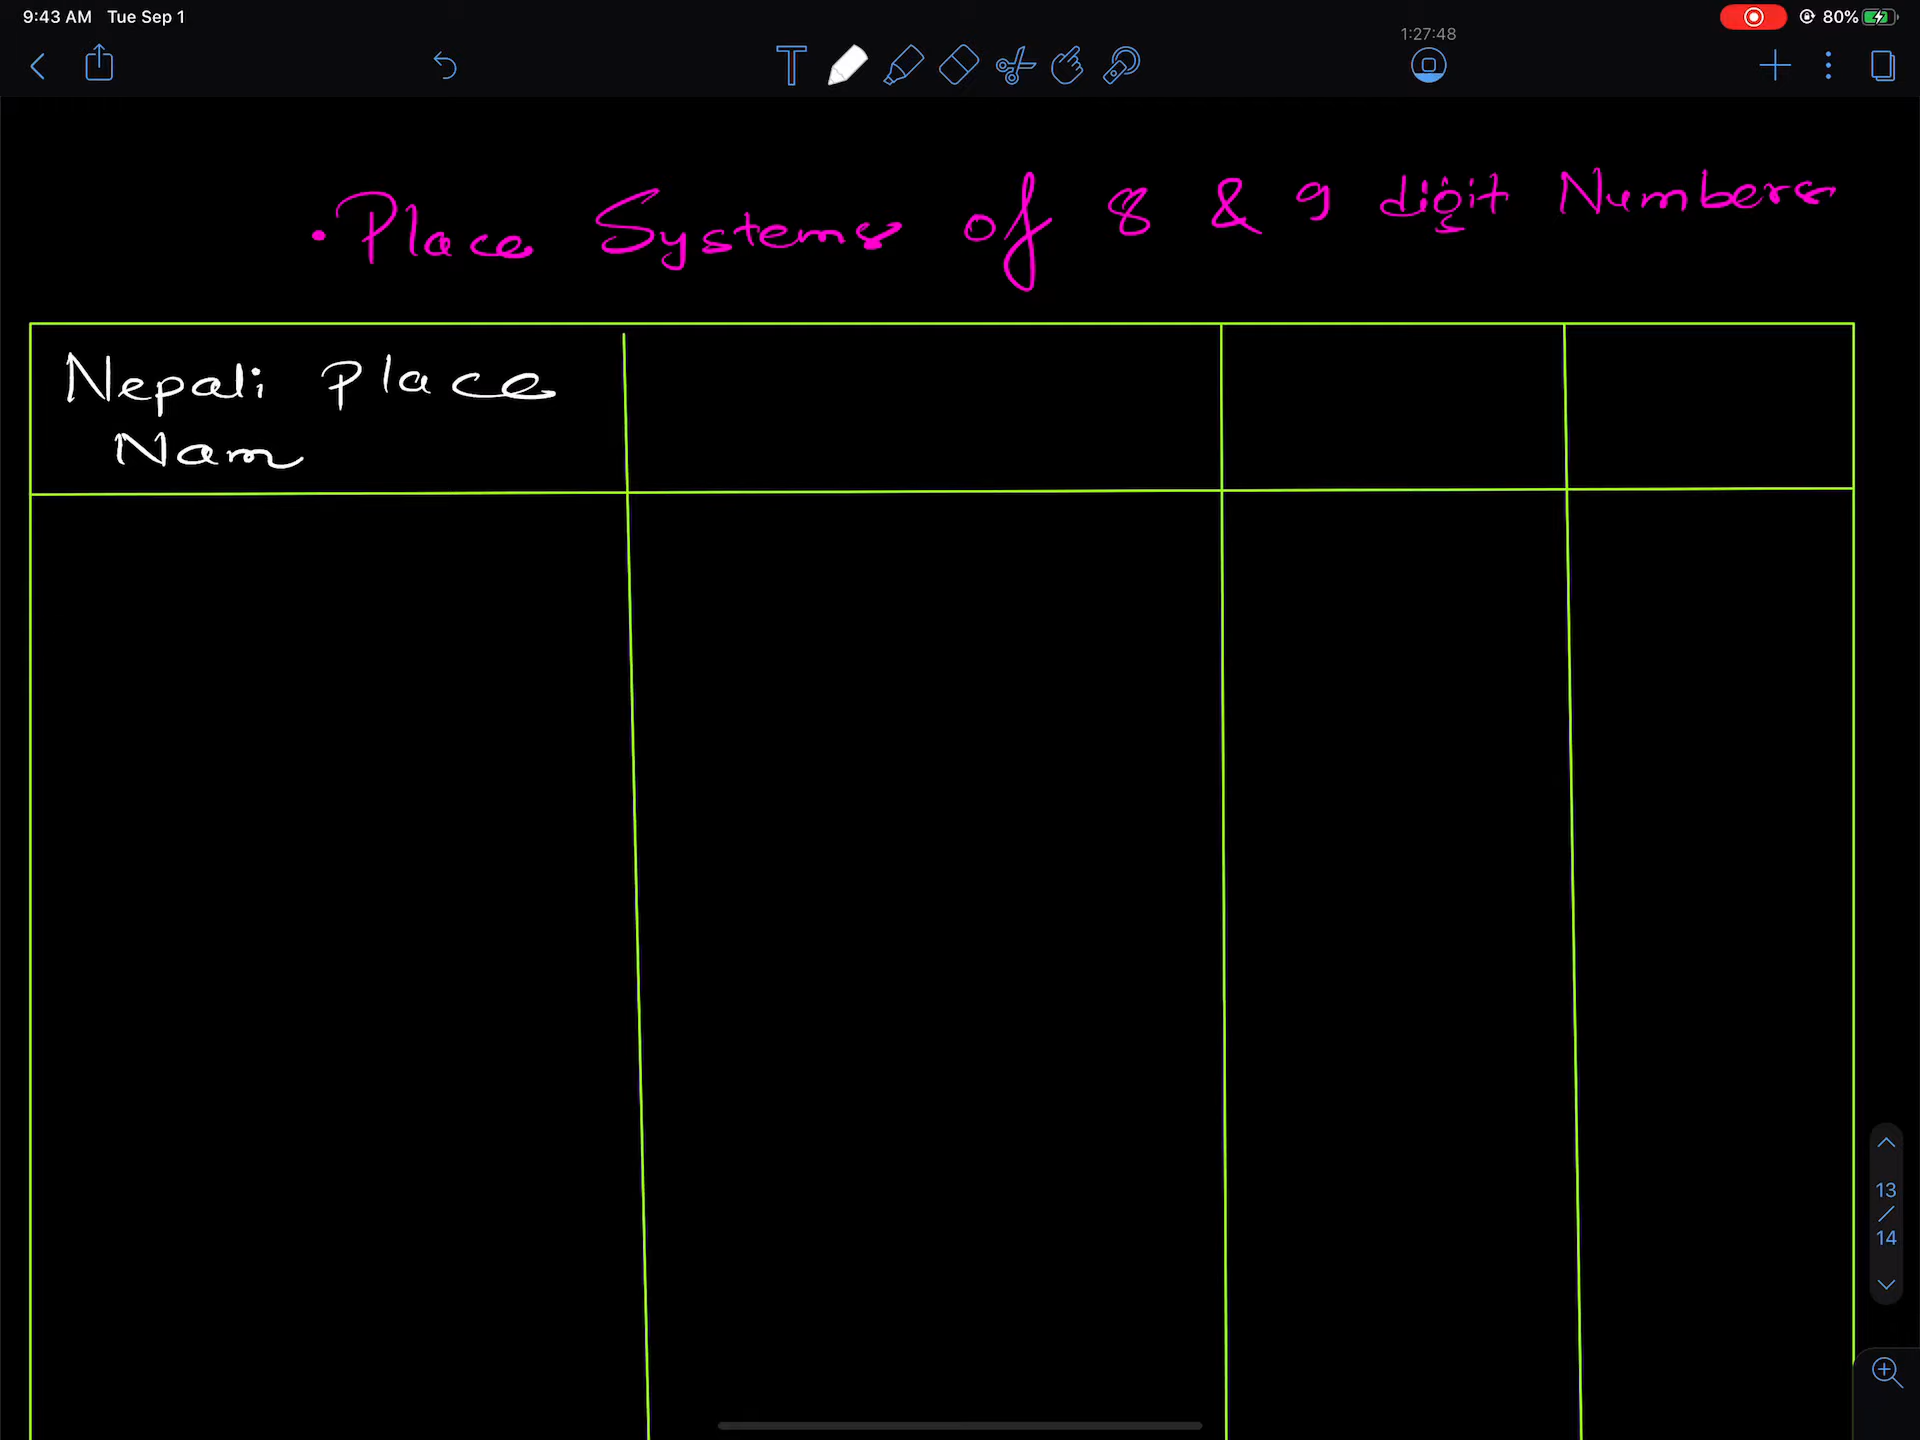 9:43 AM Tue Sep 1
80%
1:27:48
• Place Systems of 8 & 9 digit Numbers
Nepali Place
Nam
13
/
14